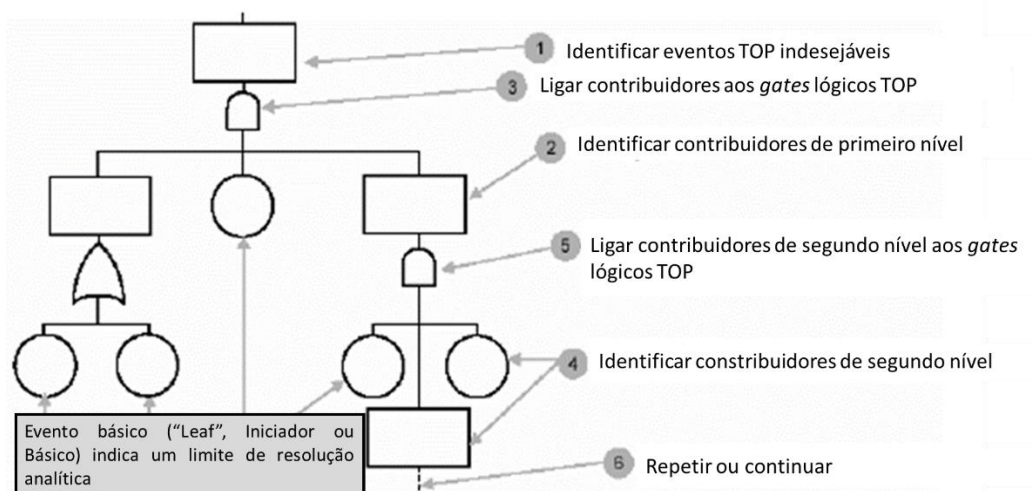 1 Identificar eventos TOP indesejáveis
3 Ligar contribuidores aos gates lógicos TOP
2 Identificar contribuidores de primeiro nível
5 Ligar contribuidores de segundo nível aos gates
lógicos TOP
4 Identificar constribuidores de segundo nível
Evento básico (“Leaf”, Iniciador ou
Básico) indica um limite de resolução
analítica
6 Repetir ou continuar